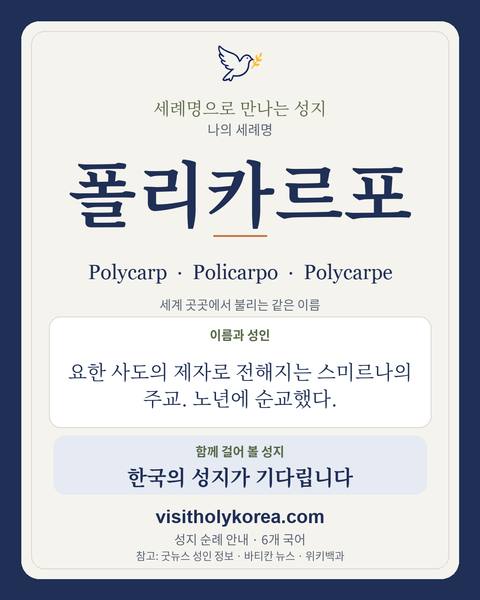 세례명으로 만나는 성지
나의 세례명
폴리카르포
Polycarp · Policarpo · Polycarpe
세계 곳곳에서 불리는 같은 이름
이름과 성인
요한 사도의 제자로 전해지는 스미르나의
주교. 노년에 순교했다.
함께 걸어 볼 성지
한국의 성지가 기다립니다
visitholykorea.com
성지 순례 안내 · 6개 국어
참고: 굿뉴스 성인 정보 · 바티칸 뉴스 · 위키백과